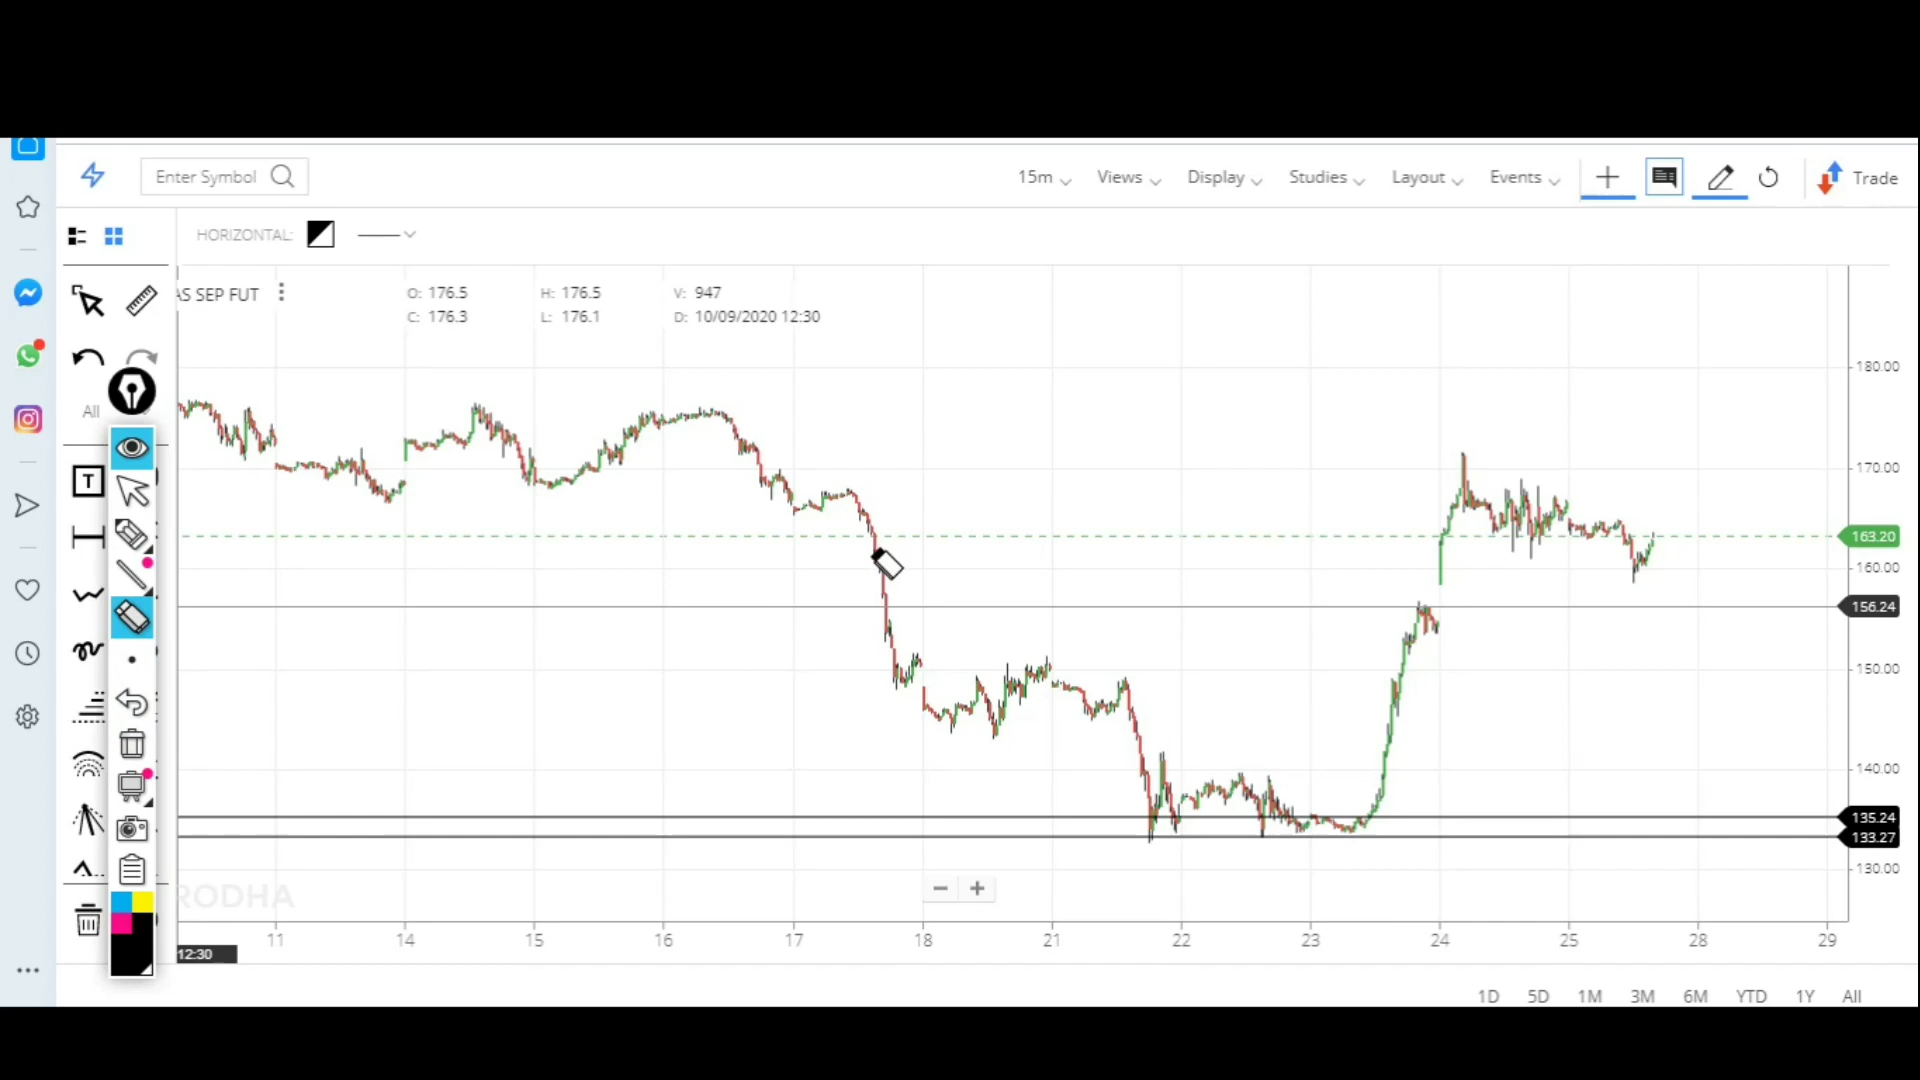 Enter Symbol
15m
Views
Display
Studies
Layout
Events
Trade
HORIZONTAL:
AS SEP FUT
O: 176.5
H: 176.5
V: 947
C: 176.3
L: 176.1
D: 10/09/2020 12:30
All
T
180.00
170.00
163.20
160.00
156.24
150.00
140.00
135.24
133.27
130.00
RODHA
11
14
15
16
17
18
21
22
23
24
25
28
29
12:30
1D
5D
1M
3M
6M
YTD
1Y
All